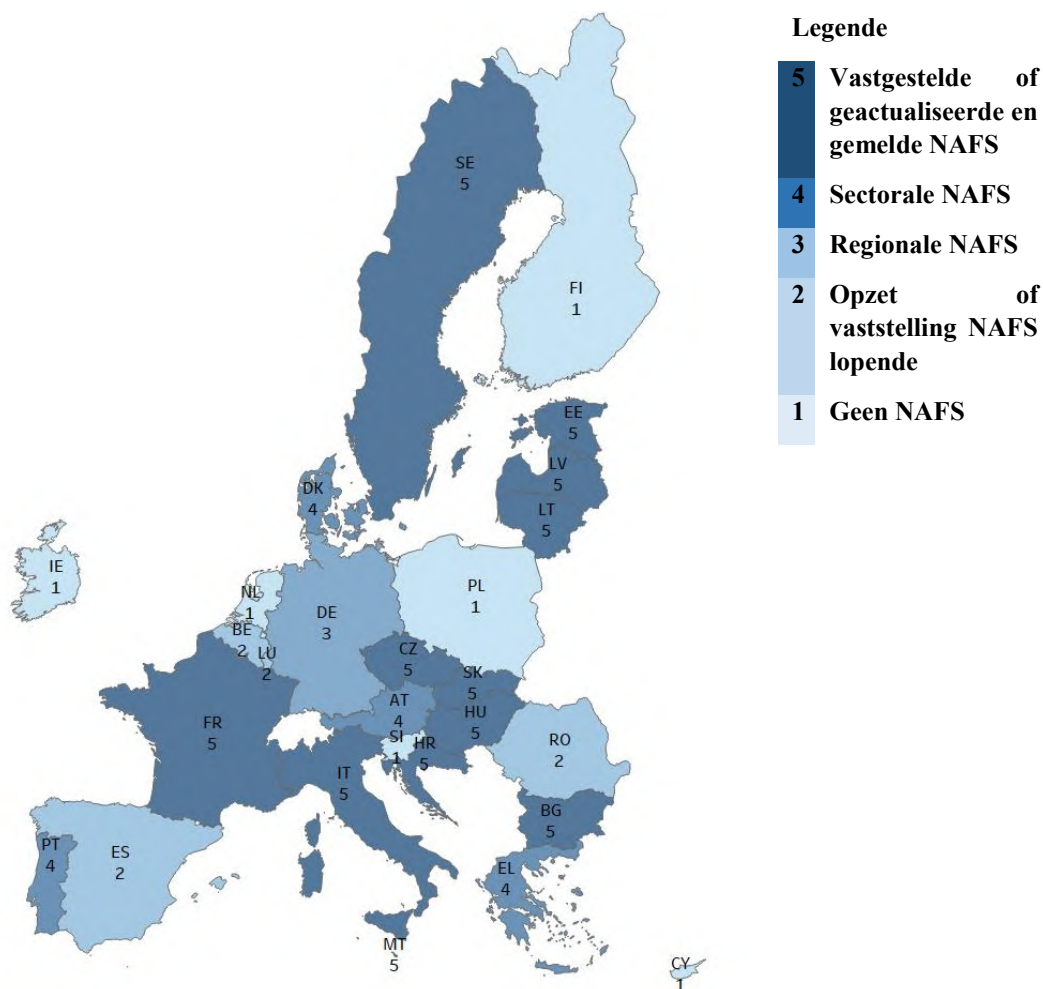 Legende
5 Vastgestelde of
geactualiseerde en
gemelde NAFS
4 Sectorale NAFS
3 Regionale NAFS
2 Opzet of
vaststelling NAFS
lopende
1 Geen NAFS
SE
5
FI
1
EE
5
LV
5
LT
5
DK
4
IE
1
NL
1
PL
1
BE
2
DE
3
LU
2
CZ
5
SK
5
AT
4
HU
5
FR
5
SI
1
HR
5
RO
2
IT
5
BG
5
PT
4
ES
2
EL
4
MT
5
CY
1